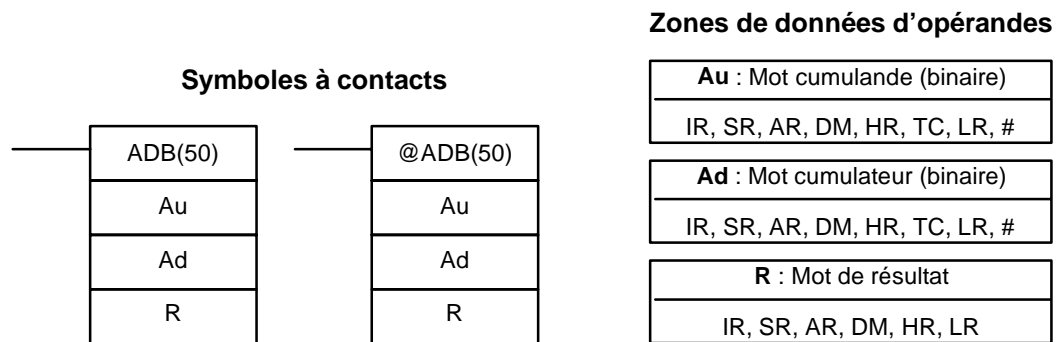 Zones de données d’opérandes
Symboles à contacts
ADB(50)
Au
Ad
R
@ADB(50)
Au
Ad
R
Au : Mot cumulande (binaire)
IR, SR, AR, DM, HR, TC, LR, #
Ad : Mot cumulateur (binaire)
IR, SR, AR, DM, HR, TC, LR, #
R : Mot de résultat
IR, SR, AR, DM, HR, LR